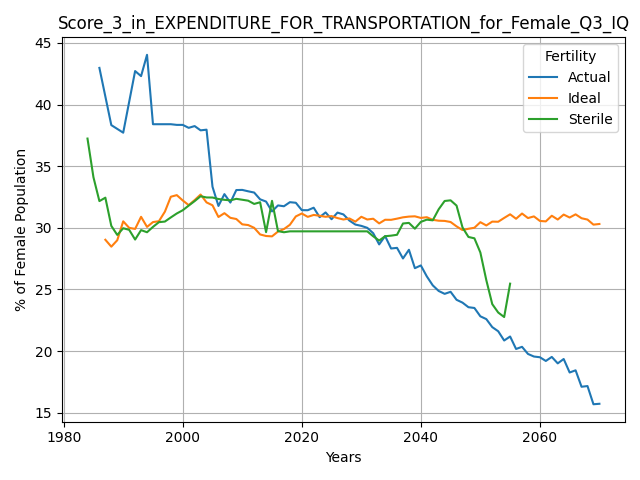 Score_3_in_EXPENDITURE_FOR_TRANSPORTATION_for_Female_Q3_IQ
% of Female Population
45
40
35
30
25
20
15
Fertility
Actual
Ideal
Sterile
1980
2000
2020
2040
2060
Years